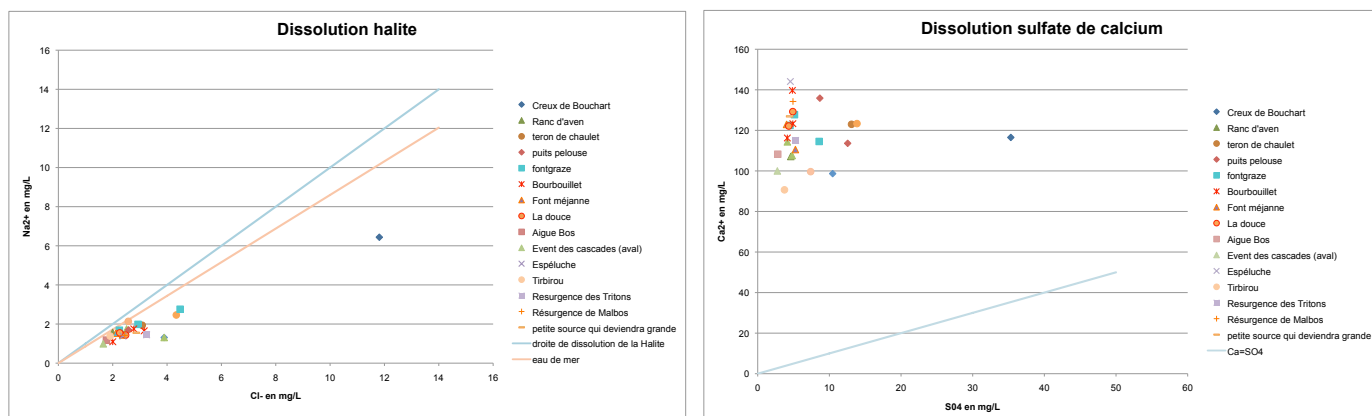 Dissolution halite
Na2+ en mg/L
16
14
12
10
8
6
4
2
0
0 2 4 6 8 10 12 14 16
Cl- en mg/L
Creux de Bouchart
Ranc d'aven
teron de chaulet
puits pelouse
fontgraze
Bourbouillet
Font méjanne
La douce
Aigue Bos
Event des cascades (aval)
Espéluche
Tirbirou
Resurgence des Tritons
Résurgence de Malbos
petite source qui deviendra grande
droite de dissolution de la Halite
eau de mer
Dissolution sulfate de calcium
Ca2+ en mg/L
160
140
120
100
80
60
40
20
0
0 10 20 30 40 50 60
S04 en mg/L
Creux de Bouchart
Ranc d'aven
teron de chaulet
puits pelouse
fontgraze
Bourbouillet
Font méjanne
La douce
Aigue Bos
Event des cascades (aval)
Espéluche
Tirbirou
Resurgence des Tritons
Résurgence de Malbos
petite source qui deviendra grande
Ca=SO4